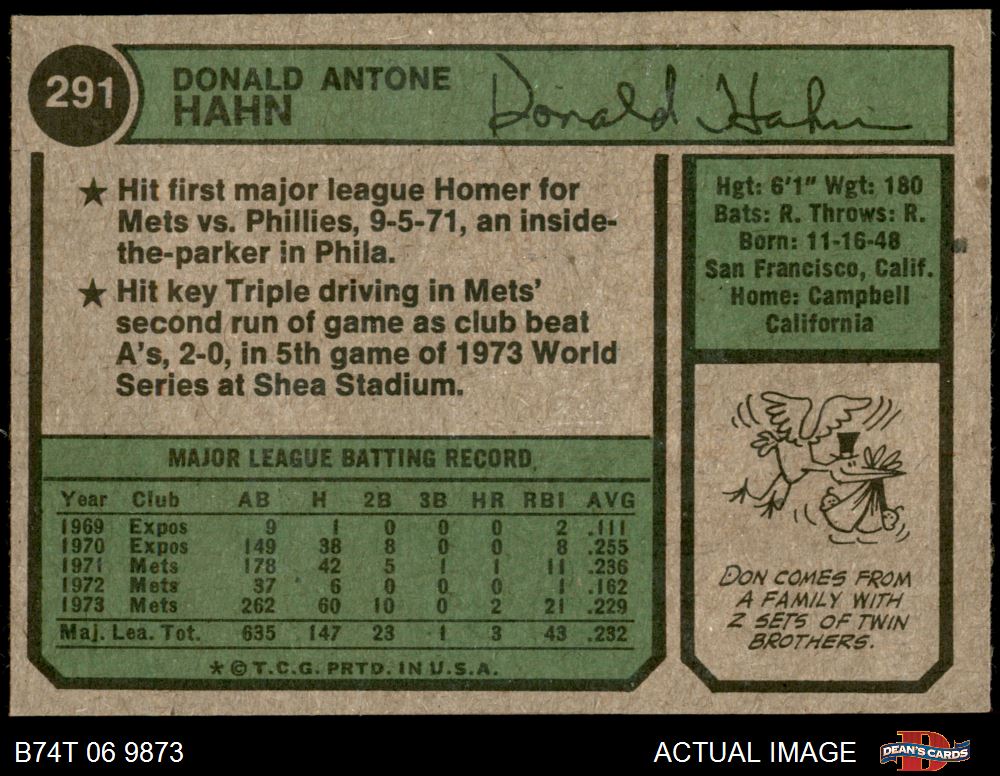 291
DONALD ANTONE
HAHN
Donald Hahn
★ Hit first major league Homer for
Mets vs. Phillies, 9-5-71, an inside-
the-parker in Phila.
★ Hit key Triple driving in Mets'
second run of game as club beat
A's, 2-0, in 5th game of 1973 World
Series at Shea Stadium.
Hgt: 6'1" Wgt: 180
Bats: R. Throws: R.
Born: 11-16-48
San Francisco, Calif.
Home: Campbell
California
MAJOR LEAGUE BATTING RECORD
Year Club AB H 2B 3B HR RBI AVG
1969 Expos 9 1 0 0 0 2 .111
1970 Expos 149 38 8 0 0 8 .255
1971 Mets 178 42 5 1 1 11 .236
1972 Mets 37 6 0 0 0 1 .162
1973 Mets 262 60 10 0 2 21 .229
Maj. Lea. Tot. 635 147 23 1 3 43 .232
* © T.C.G. PRTD. IN U.S.A.
DON COMES FROM
A FAMILY WITH
2 SETS OF TWIN
BROTHERS.
B74T 06 9873
ACTUAL IMAGE
DEAN'S CARDS